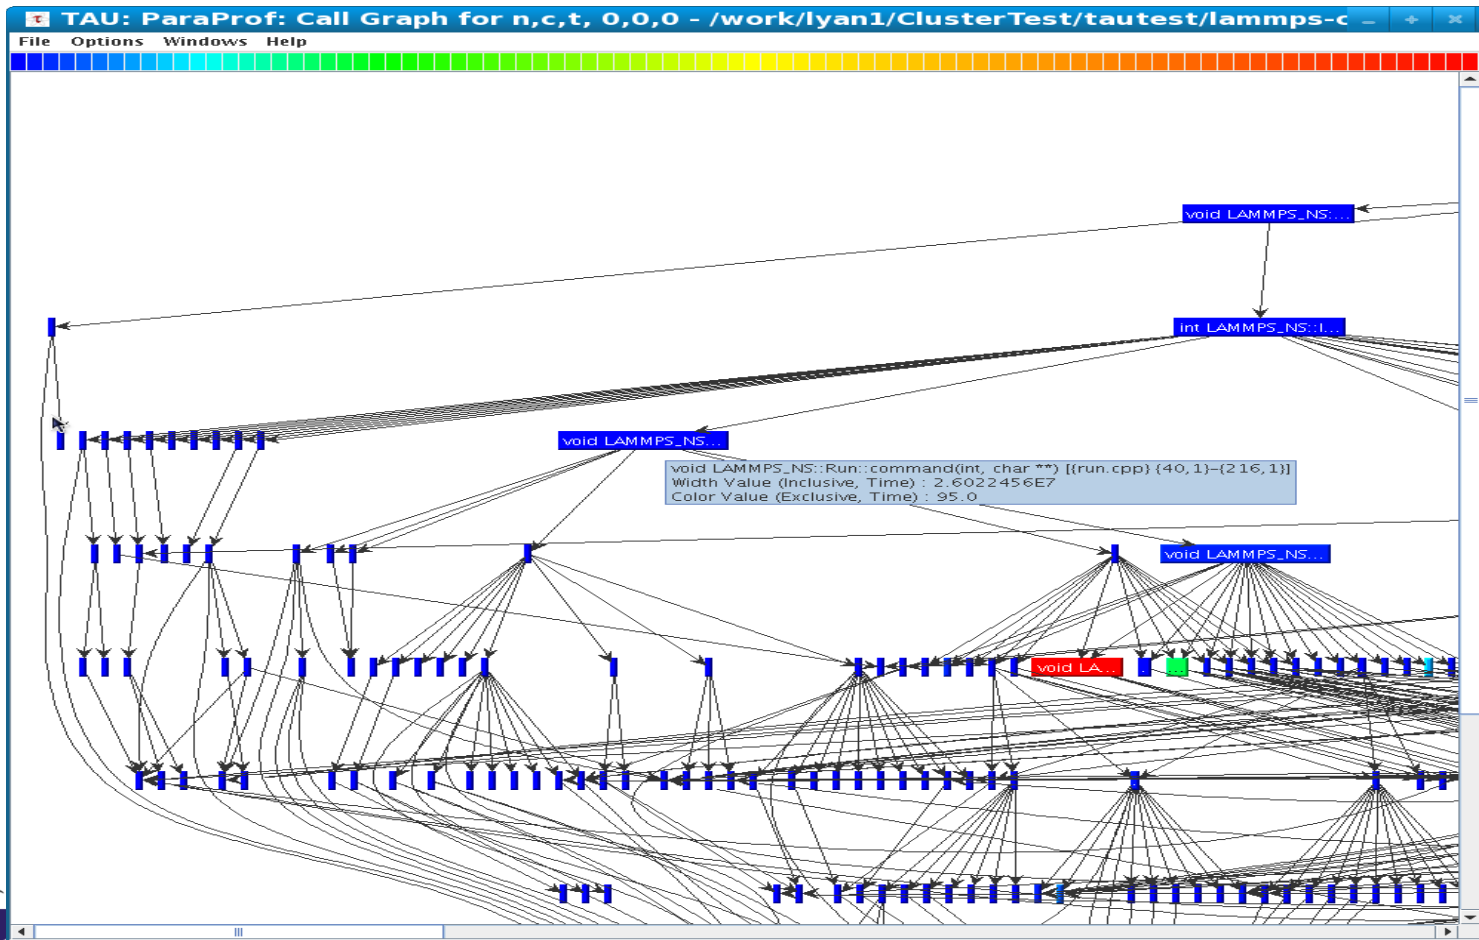 TAU: ParaProf: Call Graph for n,c,t, 0,0,0 - /work/lyan1/ClusterTest/tautest/lammps-c
File Options Windows Help
void LAMMPS_NS:...
int LAMMPS_NS::I...
void LAMMPS_NS...
void LAMMPS_NS::Run::command(int, char **) [{run.cpp} {40,1}-{216,1}]
Width Value (Inclusive, Time) : 2.6022456E7
Color Value (Exclusive, Time) : 95.0
void LAMMPS_NS...
void LA...
...